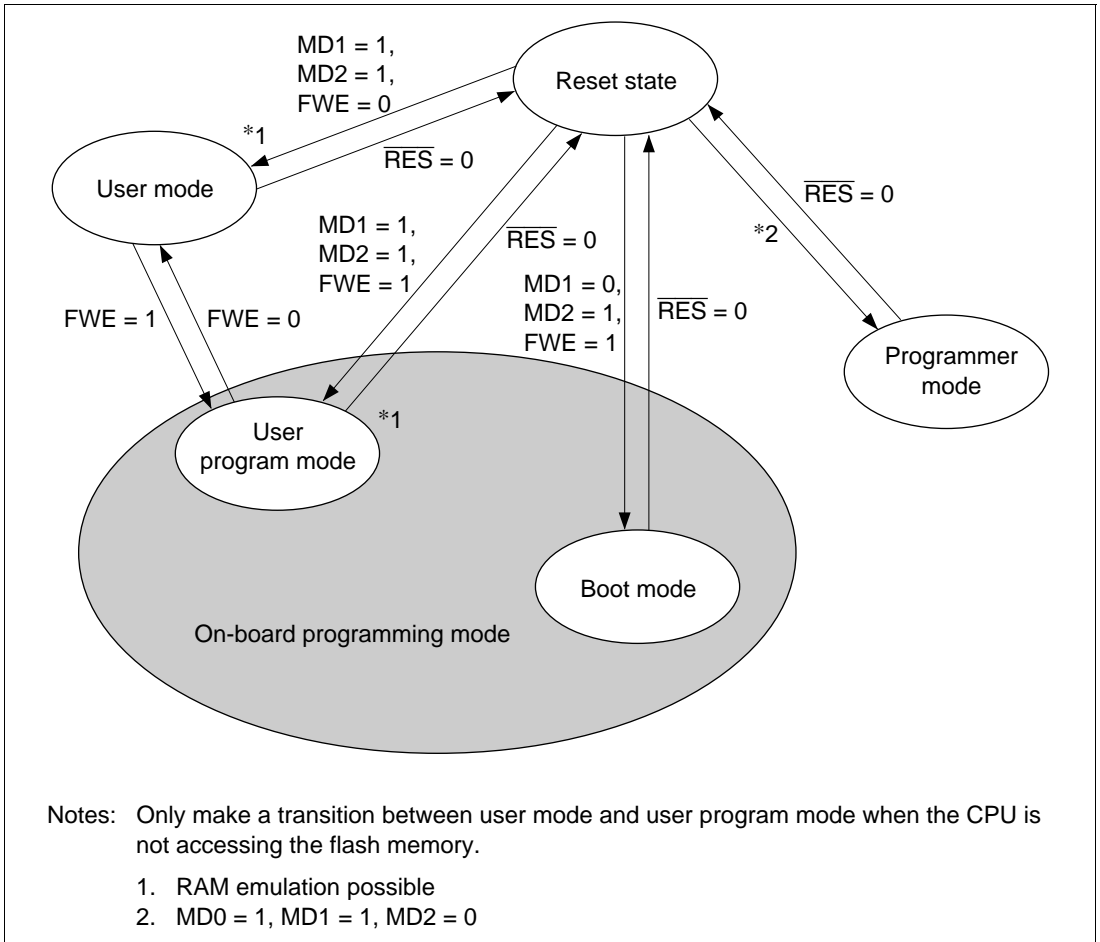 MD1 = 1,
MD2 = 1,
FWE = 0
Reset state
*1
RES = 0
User mode
RES = 0
*2
MD1 = 1,
MD2 = 1,
FWE = 1
RES = 0
MD1 = 0,
MD2 = 1,
FWE = 1
RES = 0
FWE = 1
FWE = 0
Programmer
mode
*1
User
program mode
Boot mode
On-board programming mode
Notes: Only make a transition between user mode and user program mode when the CPU is
not accessing the flash memory.
1. RAM emulation possible
2. MD0 = 1, MD1 = 1, MD2 = 0